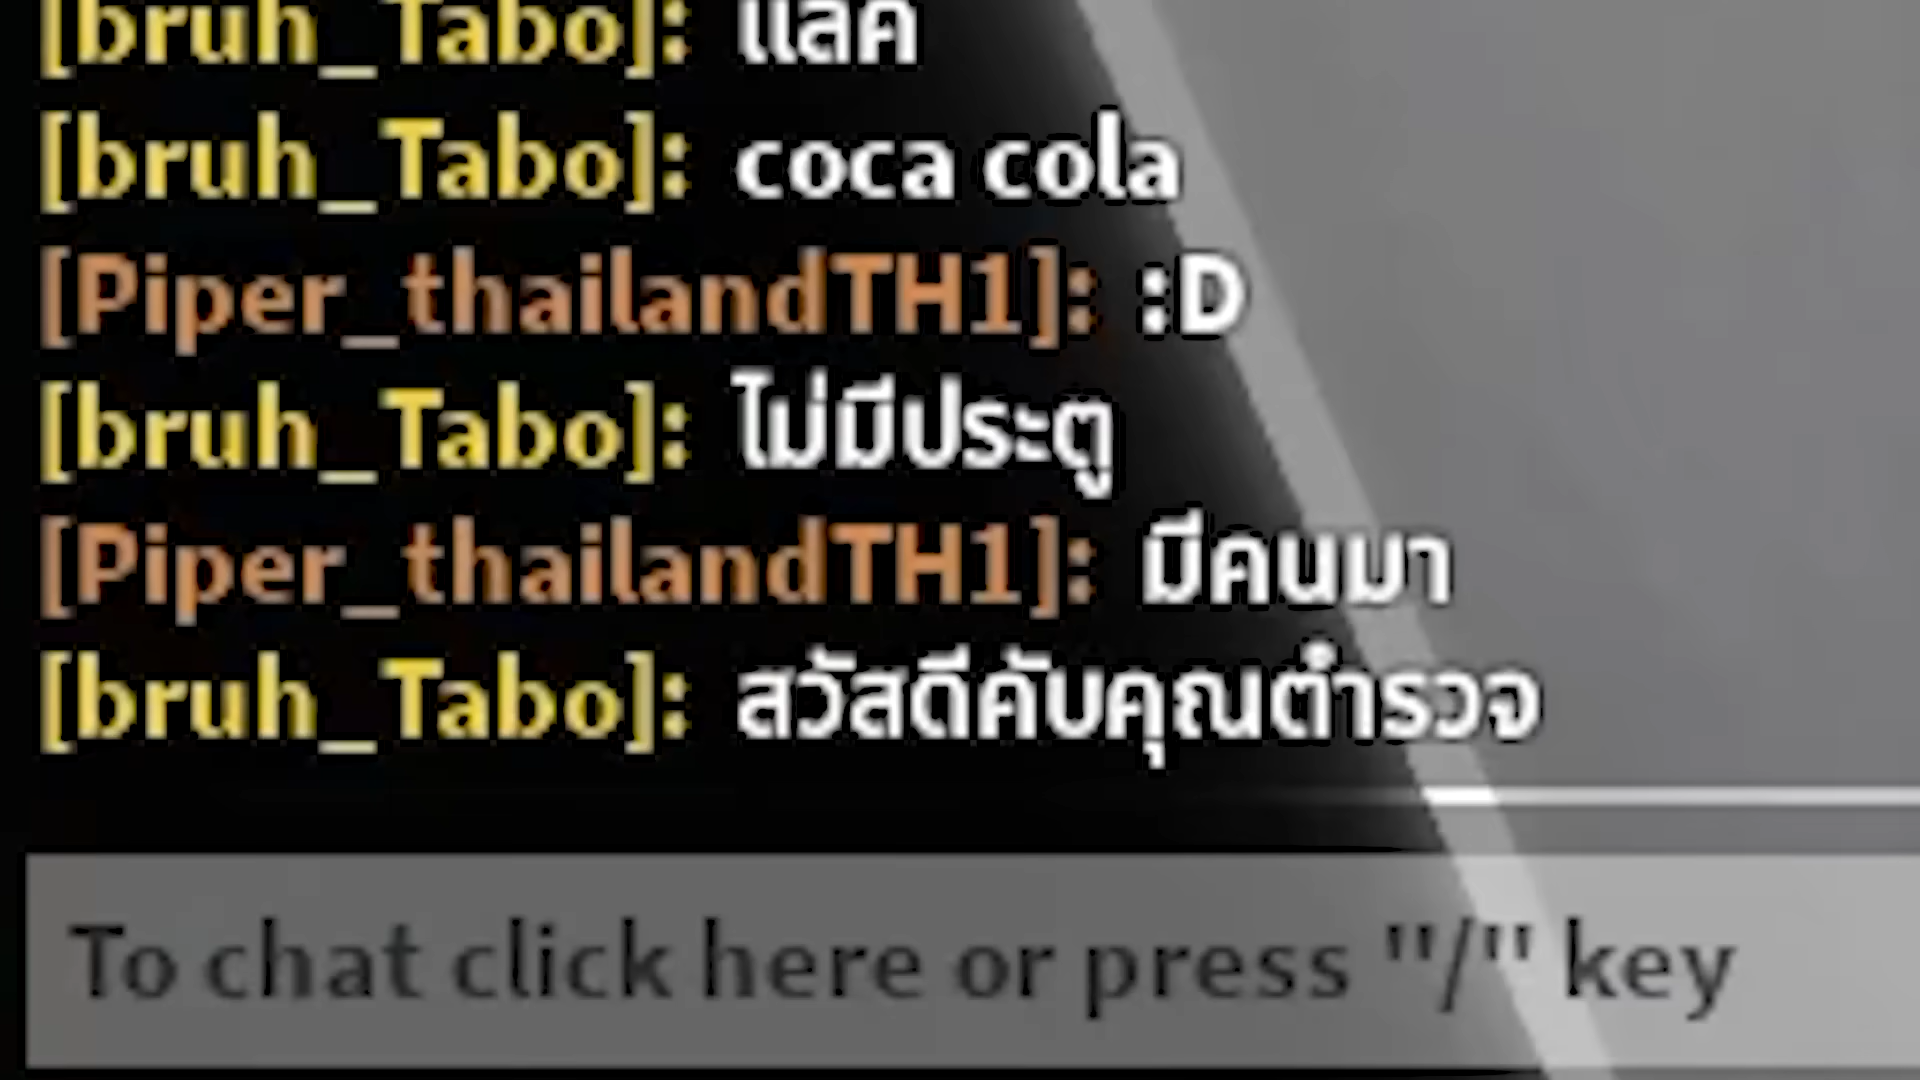 [bruh_Tabo]: แลค
[bruh_Tabo]: coca cola
[Piper_thailandTH1]: :D
[bruh_Tabo]: ไม่มีประตู
[Piper_thailandTH1]: มีคนมา
[bruh_Tabo]: สวัสดีคับคุณตำรวจ
To chat click here or press "/" key